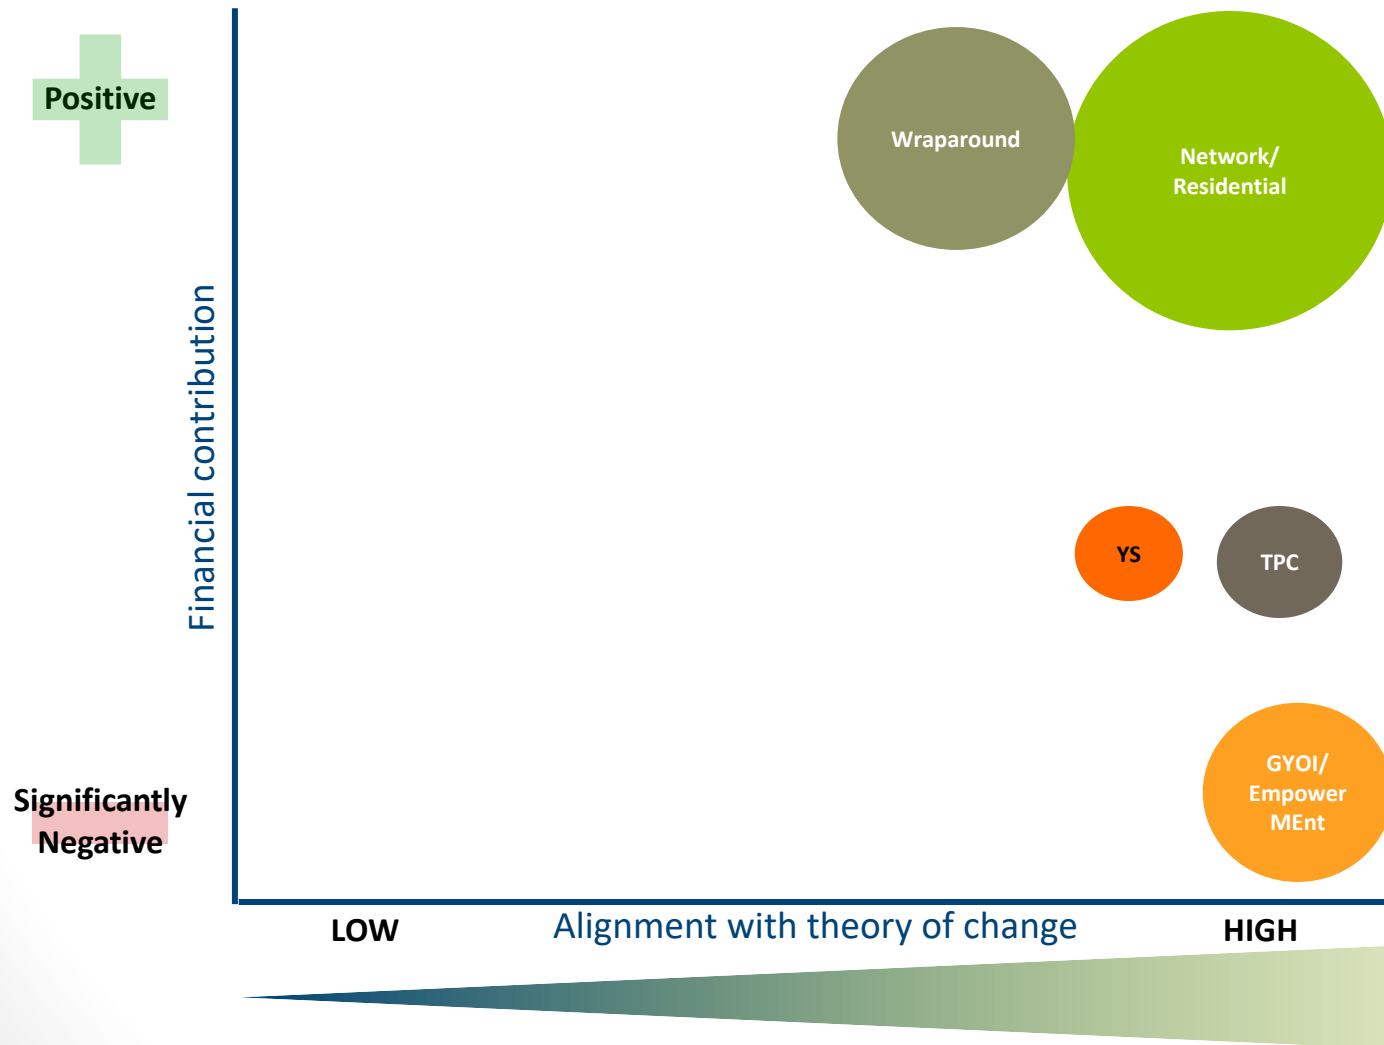 Positive
Wraparound
Network/
Residential
Financial contribution
YS
TPC
GYOI/
Empower
MEnt
Significantly
Negative
LOW
Alignment with theory of change
HIGH